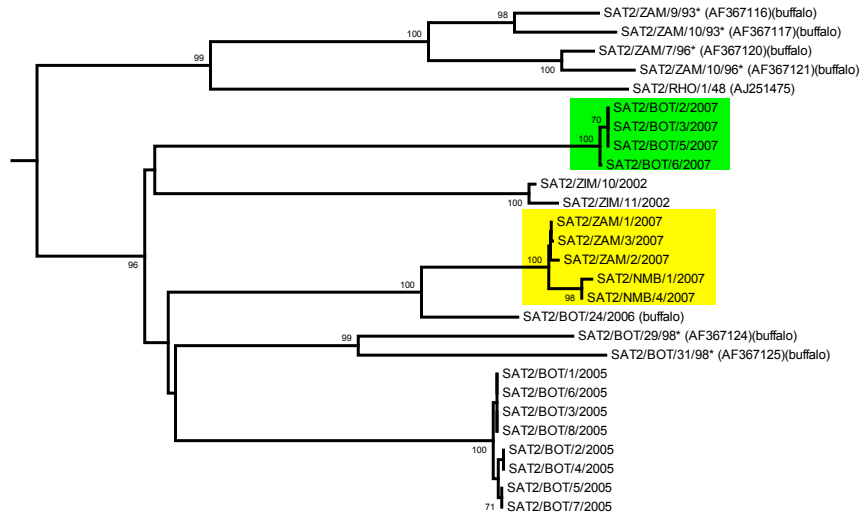 SAT2/ZAM/9/93* (AF367116)(buffalo)
98
SAT2/ZAM/10/93* (AF367117)(buffalo)
100
SAT2/ZAM/7/96* (AF367120)(buffalo)
99
100
SAT2/ZAM/10/96* (AF367121)(buffalo)
SAT2/RHO/1/48 (AJ251475)
SAT2/BOT/2/2007
70
SAT2/BOT/3/2007
100
SAT2/BOT/5/2007
SAT2/BOT/6/2007
SAT2/ZIM/10/2002
100
SAT2/ZIM/11/2002
SAT2/ZAM/1/2007
SAT2/ZAM/3/2007
96
100
SAT2/ZAM/2/2007
SAT2/NMB/1/2007
100
98
SAT2/NMB/4/2007
SAT2/BOT/24/2006 (buffalo)
99
SAT2/BOT/29/98* (AF367124)(buffalo)
SAT2/BOT/31/98* (AF367125)(buffalo)
SAT2/BOT/1/2005
SAT2/BOT/6/2005
SAT2/BOT/3/2005
SAT2/BOT/8/2005
100
SAT2/BOT/2/2005
SAT2/BOT/4/2005
SAT2/BOT/5/2005
71
SAT2/BOT/7/2005